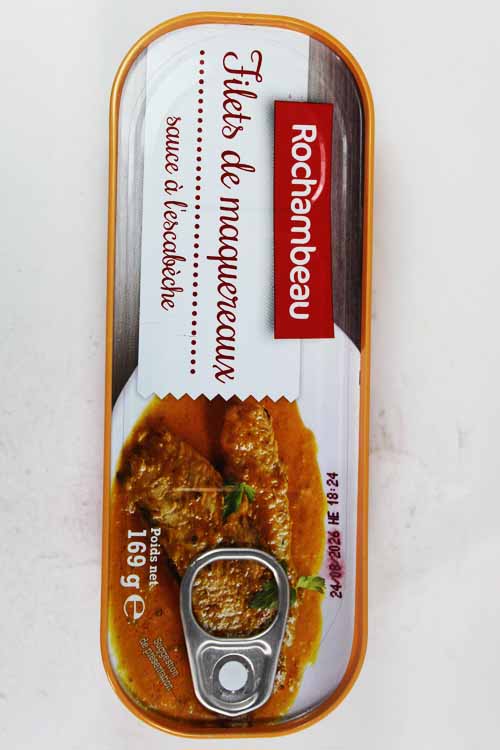 Rochambeau
Filets de maquereaux
sauce à l'escabèche
24-08/2026 HE 18:24
Poids net
169 g e
Suggestion
de présentation